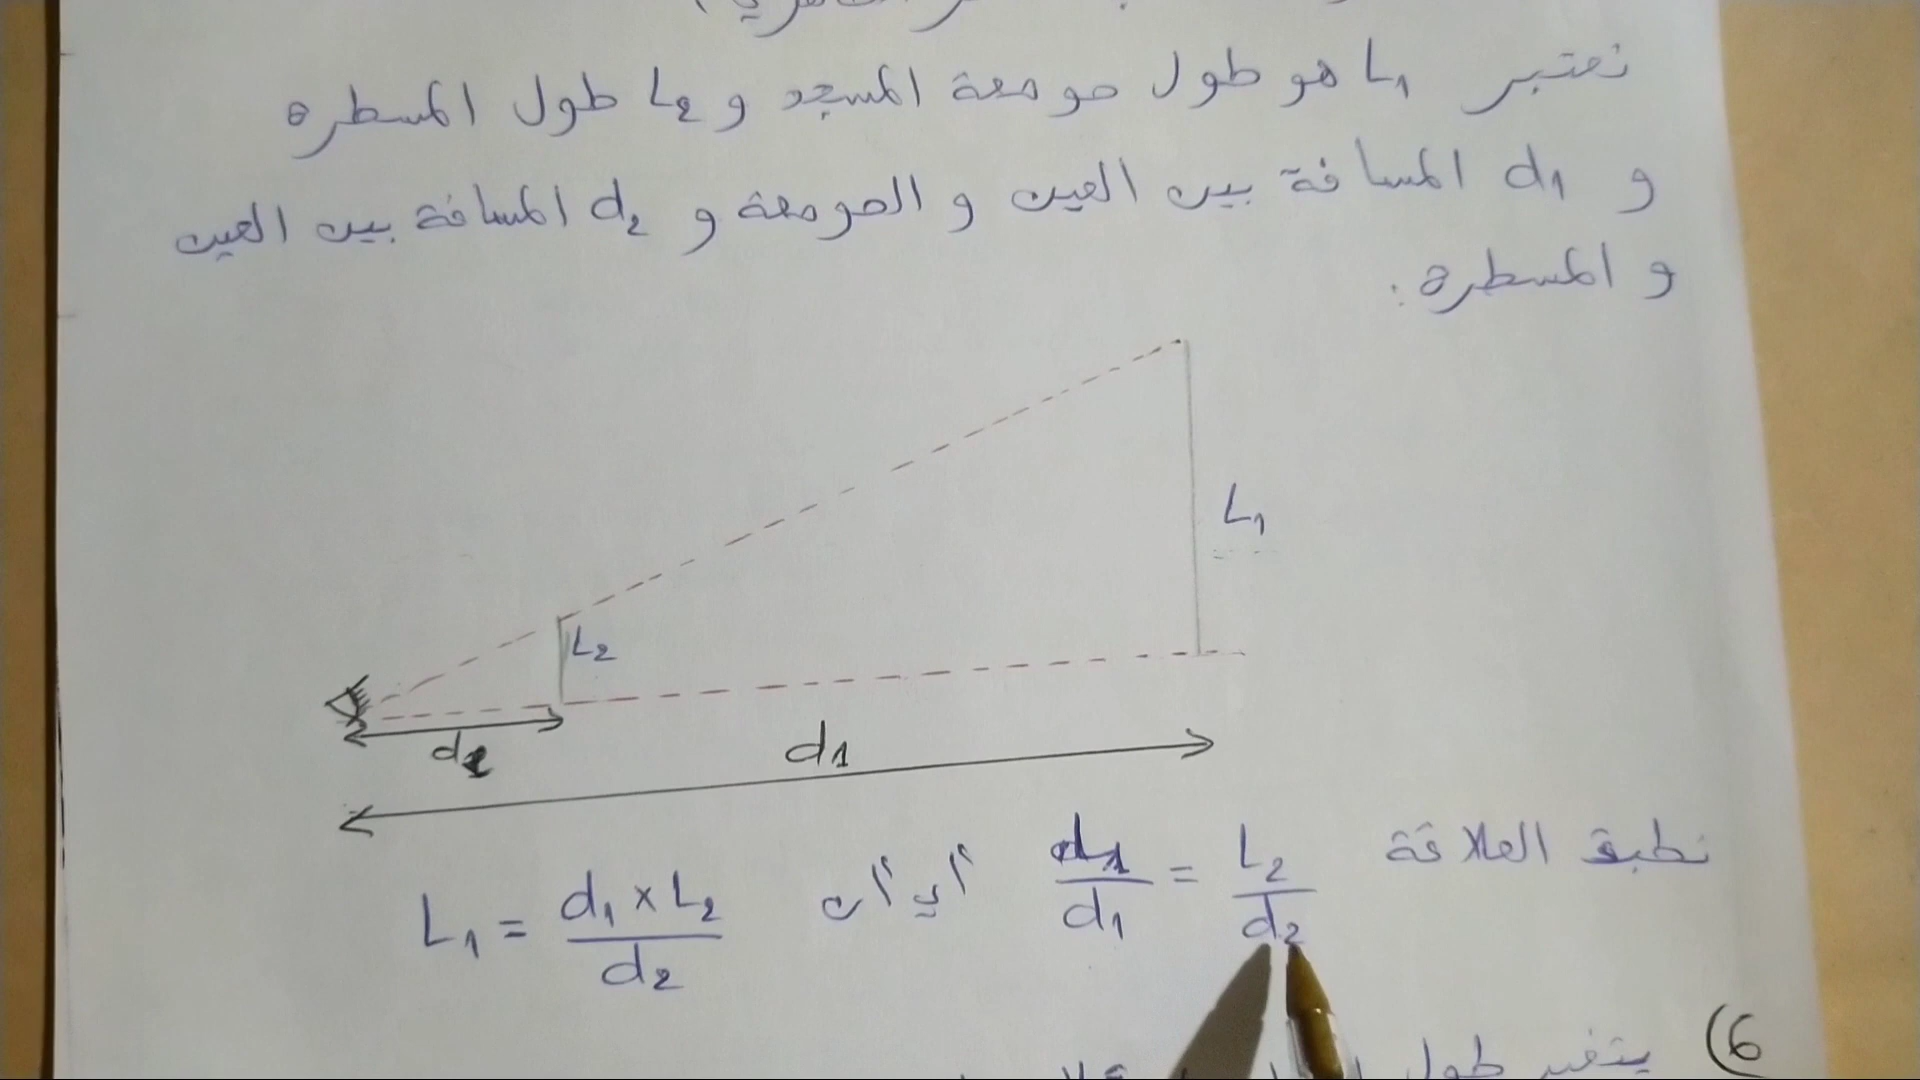 نعتبر L1 هو طول صومعة المسجد و L2 طول المسطرة
و d1 المسافة بين العين و الصومعة و d2 المسافة بين العين
و المسطرة :
L1
L2
d2
d1
نطبق العلاقة L2/d2 = d1/d1 أي أن L1 = d1 × L2 / d2
6) يتغير طول